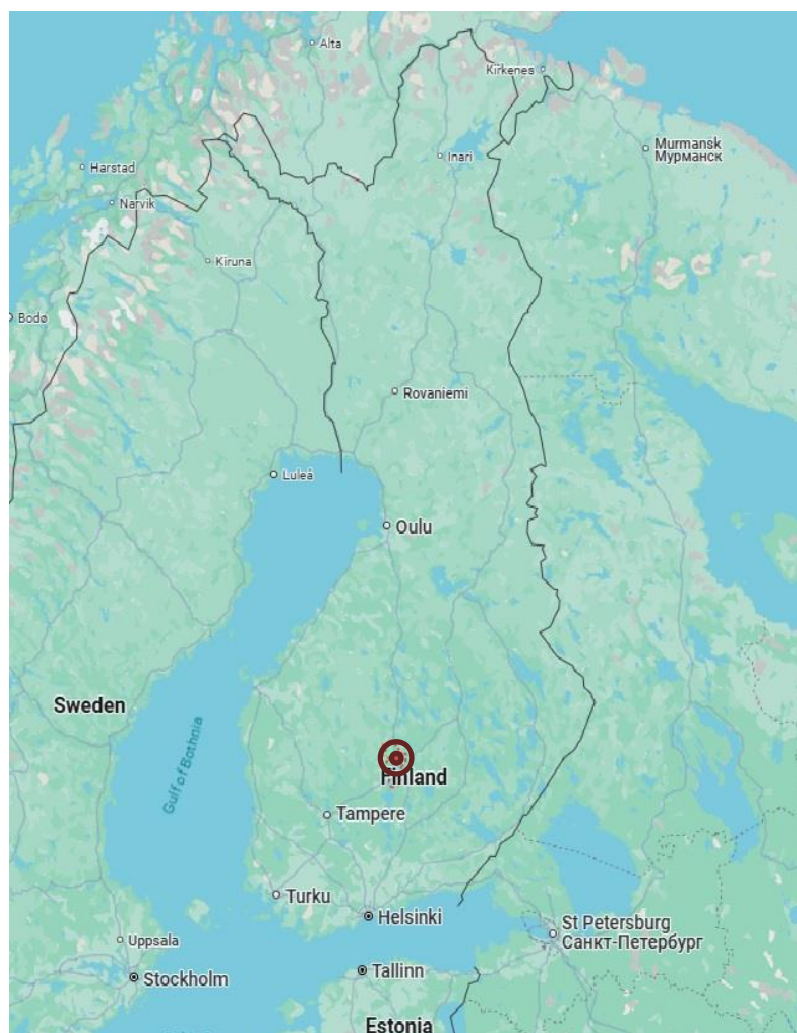 Alta
Kirkenes
Murmansk
Мурманск
Harstad
Inari
Narvik
Kiruna
Bodø
Rovaniemi
Luleå
Oulu
Sweden
Gulf of Bothnia
Finland
Tampere
Turku
Helsinki
St Petersburg
Санкт-Петербург
Uppsala
Stockholm
Tallinn
Estonia